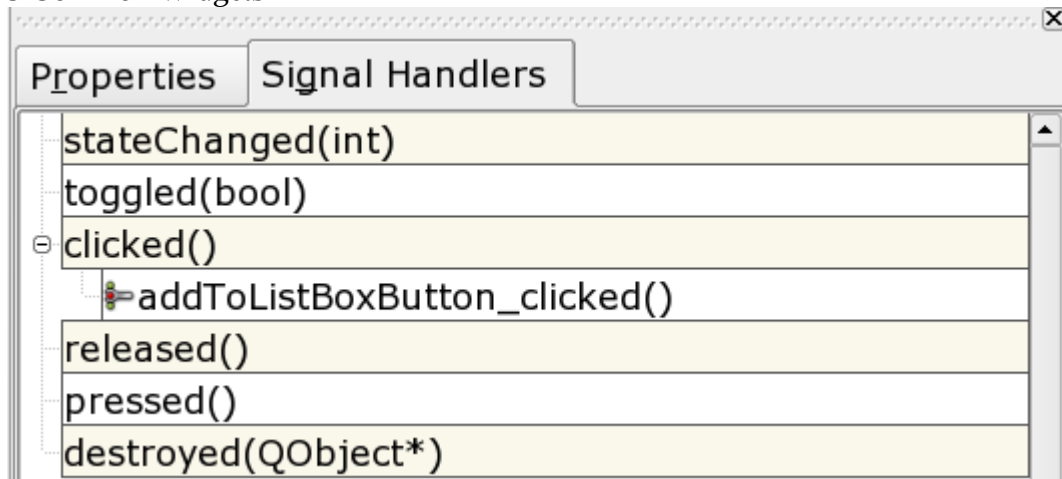 Properties
Signal Handlers
stateChanged(int)
toggled(bool)
clicked()
addToListBoxButton_clicked()
released()
pressed()
destroyed(QObject*)